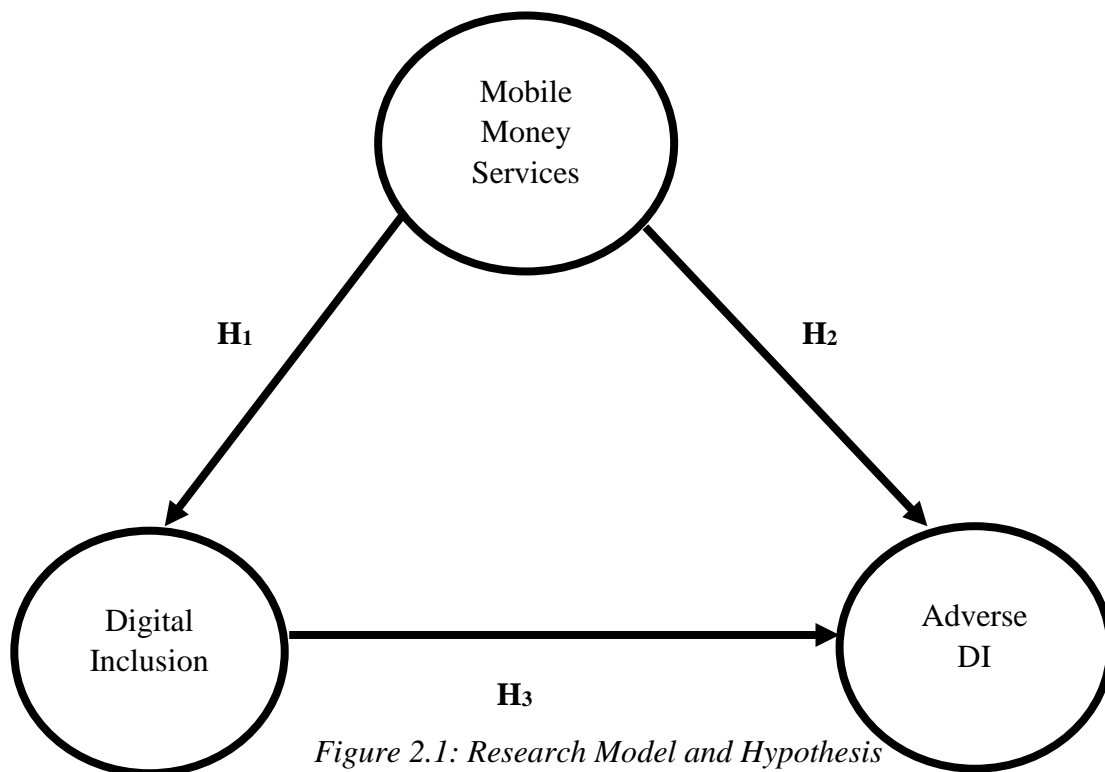 Mobile
Money
Services
H1
H2
Digital
Inclusion
Adverse
DI
H3
Figure 2.1: Research Model and Hypothesis